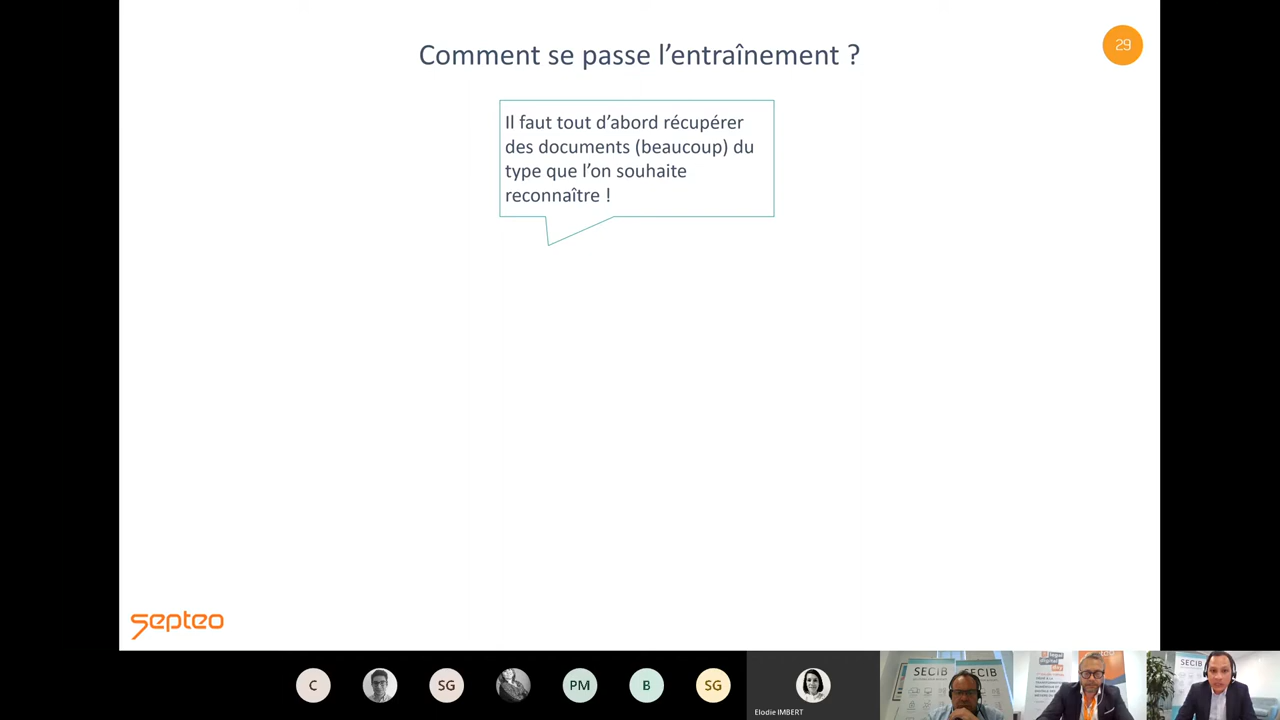 Comment se passe l’entraînement ?
29
Il faut tout d’abord récupérer
des documents (beaucoup) du
type que l’on souhaite
reconnaître !
septeo
C
SG
PM
B
SG
Elodie IMBERT
SECIB
SECIB
SECIB